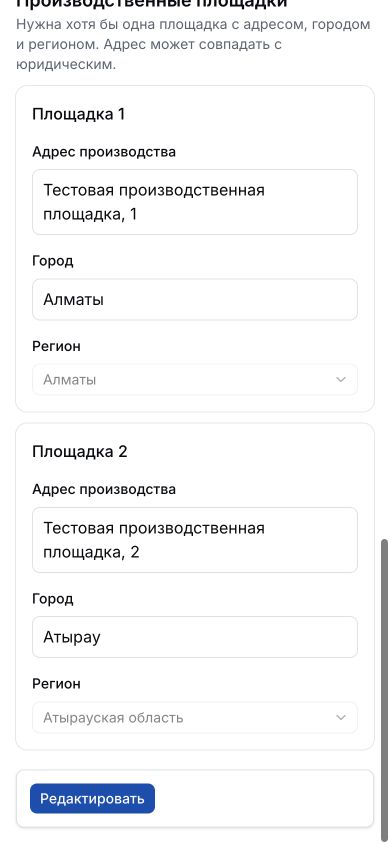 Производственные площадки
Нужна хотя бы одна площадка с адресом, городом
и регионом. Адрес может совпадать с
юридическим.
Площадка 1
Адрес производства
Тестовая производственная
площадка, 1
Город
Алматы
Регион
Алматы
Площадка 2
Адрес производства
Тестовая производственная
площадка, 2
Город
Атырау
Регион
Атырауская область
Редактировать